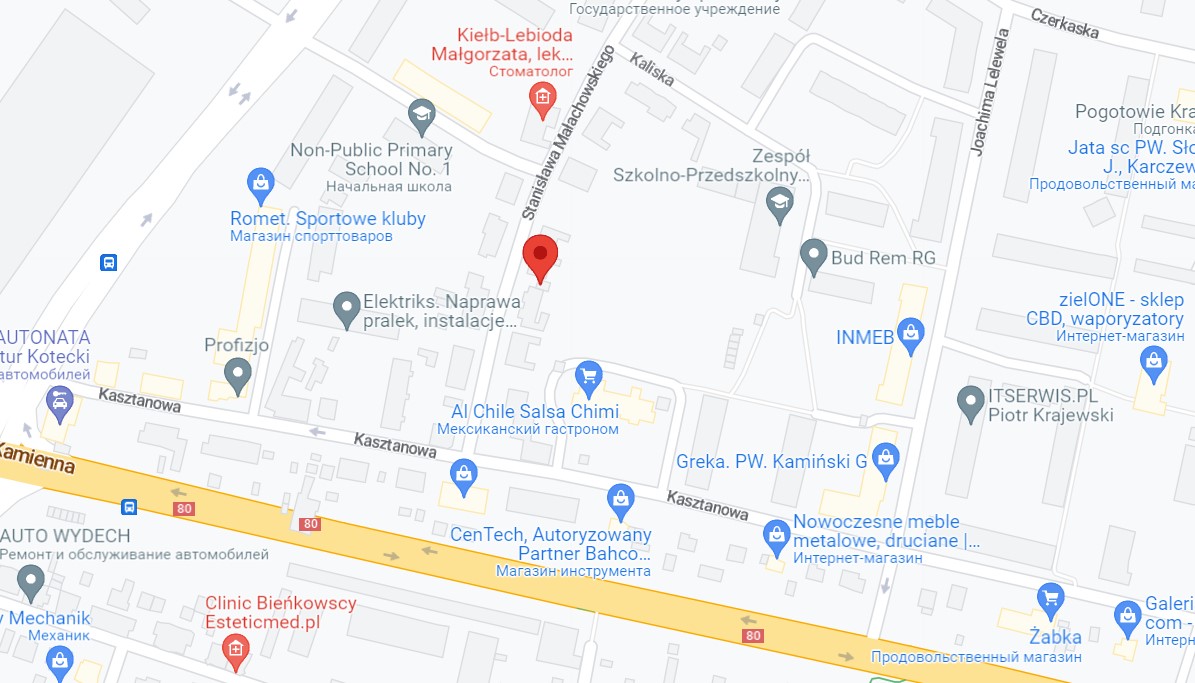 Государственное учреждение
Czerkaska
Kiełb-Lebioda
Małgorzata, lek...
Стоматолог
Kaliska
Stanisława Małachowskiego
Joachima Lelewela
Pogotowie Kra
Подгонка
Jata sc PW. Sło
J., Karczew
Продовольственный ма
Non-Public Primary
School No. 1
Начальная школа
Zespół
Szkolno-Przedszkolny...
Romet. Sportowe kluby
Магазин спорттоваров
Bud Rem RG
Elektriks. Naprawa
pralek, instalacje...
zielONE - sklep
CBD, waporyzatory
Интернет-магазин
INMEB
AUTONATA
tur Kotecki
автомобилей
Profizjo
Kasztanowa
Al Chile Salsa Chimi
Мексиканский гастроном
ITSERWIS.PL
Piotr Krajewski
Kasztanowa
Kamienna
Greka. PW. Kamiński G
Kasztanowa
80
80
CenTech, Autoryzowany
Partner Bahco...
Магазин инструмента
Nowoczesne meble
metalowe, druciane |...
Интернет-магазин
AUTO WYDECH
Ремонт и обслуживание автомобилей
y Mechanik
Механик
Clinic Bieńkowscy
Esteticmed.pl
80
Żabka
Продовольственный магазин
Galeri
com -
Интерн